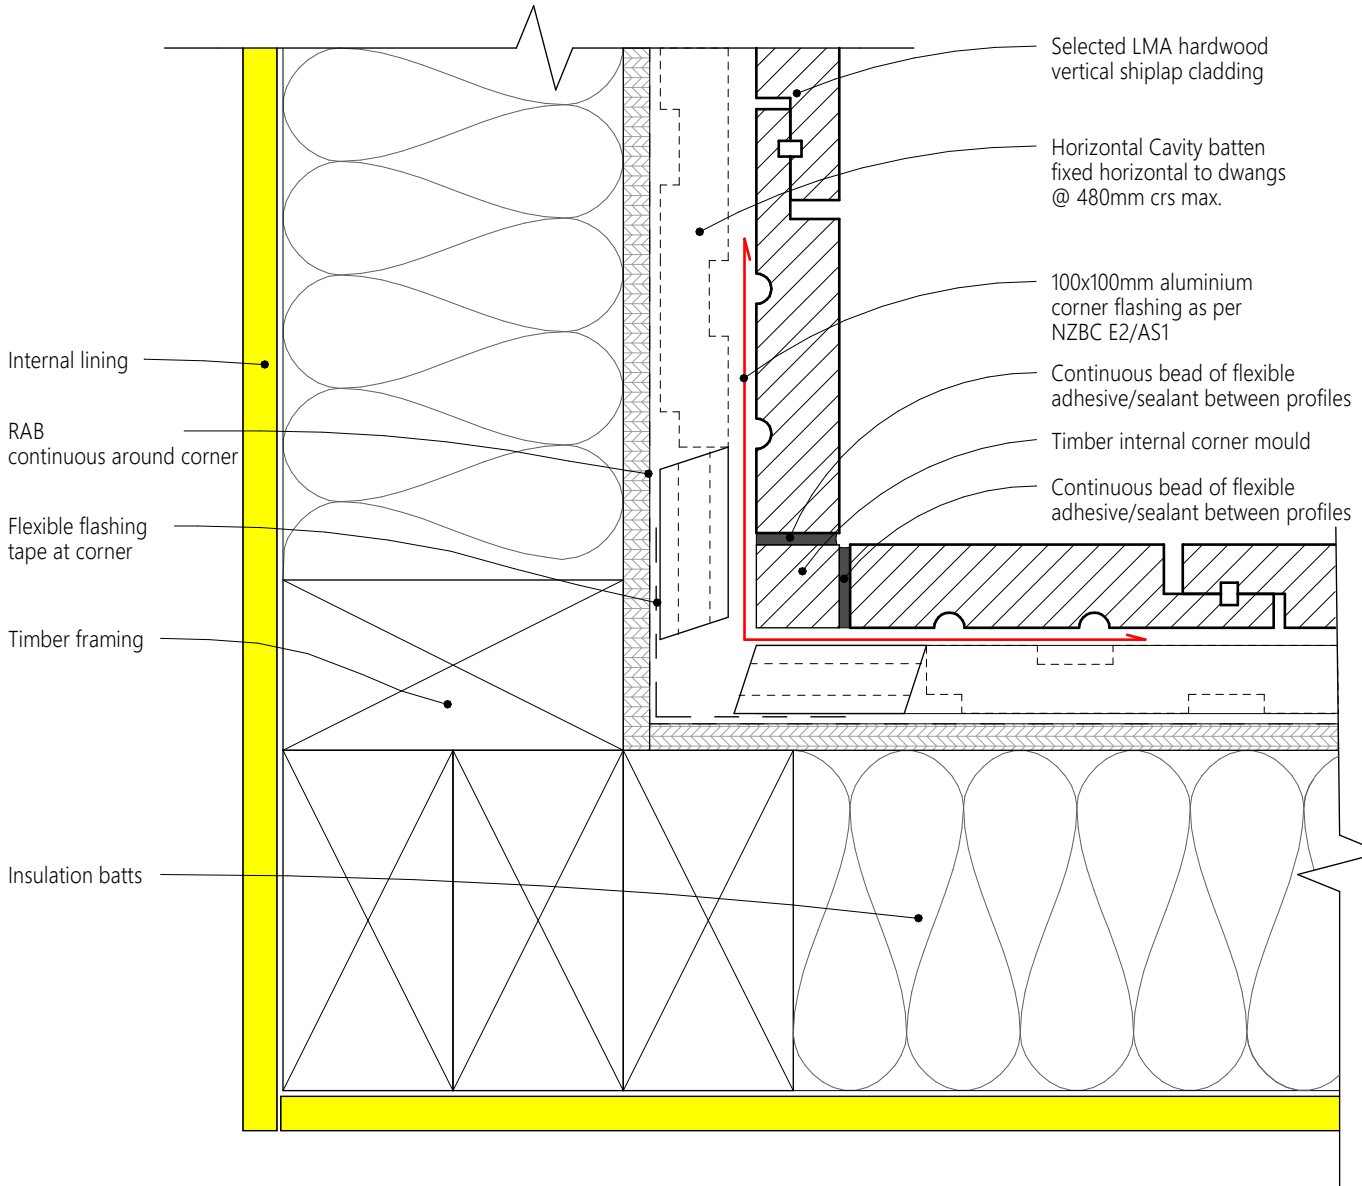 Selected LMA hardwood
vertical shiplap cladding
Horizontal Cavity batten
fixed horizontal to dwangs
@ 480mm crs max.
100x100mm aluminium
corner flashing as per
NZBC E2/AS1
Continuous bead of flexible
adhesive/sealant between profiles
Timber internal corner mould
Continuous bead of flexible
adhesive/sealant between profiles
Internal lining
RAB
continuous around corner
Flexible flashing
tape at corner
Timber framing
Insulation batts